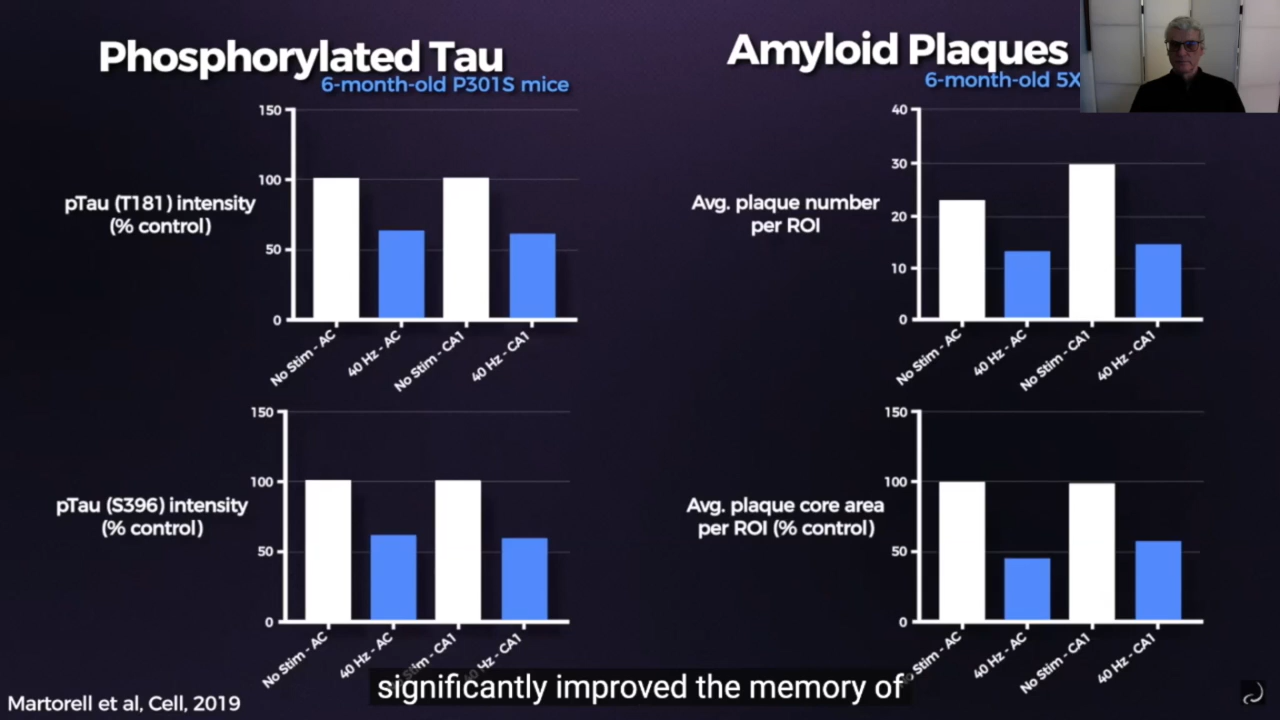 Phosphorylated Tau
6-month-old P301S mice
150
100
50
0
pTau (T181) intensity
(% control)
No Stim - AC
40 Hz - AC
No Stim - CA1
40 Hz - CA1
Amyloid Plaques
6-month-old 5X
40
30
20
10
0
Avg. plaque number
per ROI
No Stim - AC
40 Hz - AC
No Stim - CA1
40 Hz - CA1
150
100
50
0
pTau (S396) intensity
(% control)
No Stim - AC
40 Hz - AC
Stim - CA1
Hz - CA1
150
100
50
0
Avg. plaque core area
per ROI (% control)
Stim - AC
40 Hz - AC
No Stim - CA1
40 Hz - CA1
significantly improved the memory of
Martorell et al, Cell, 2019